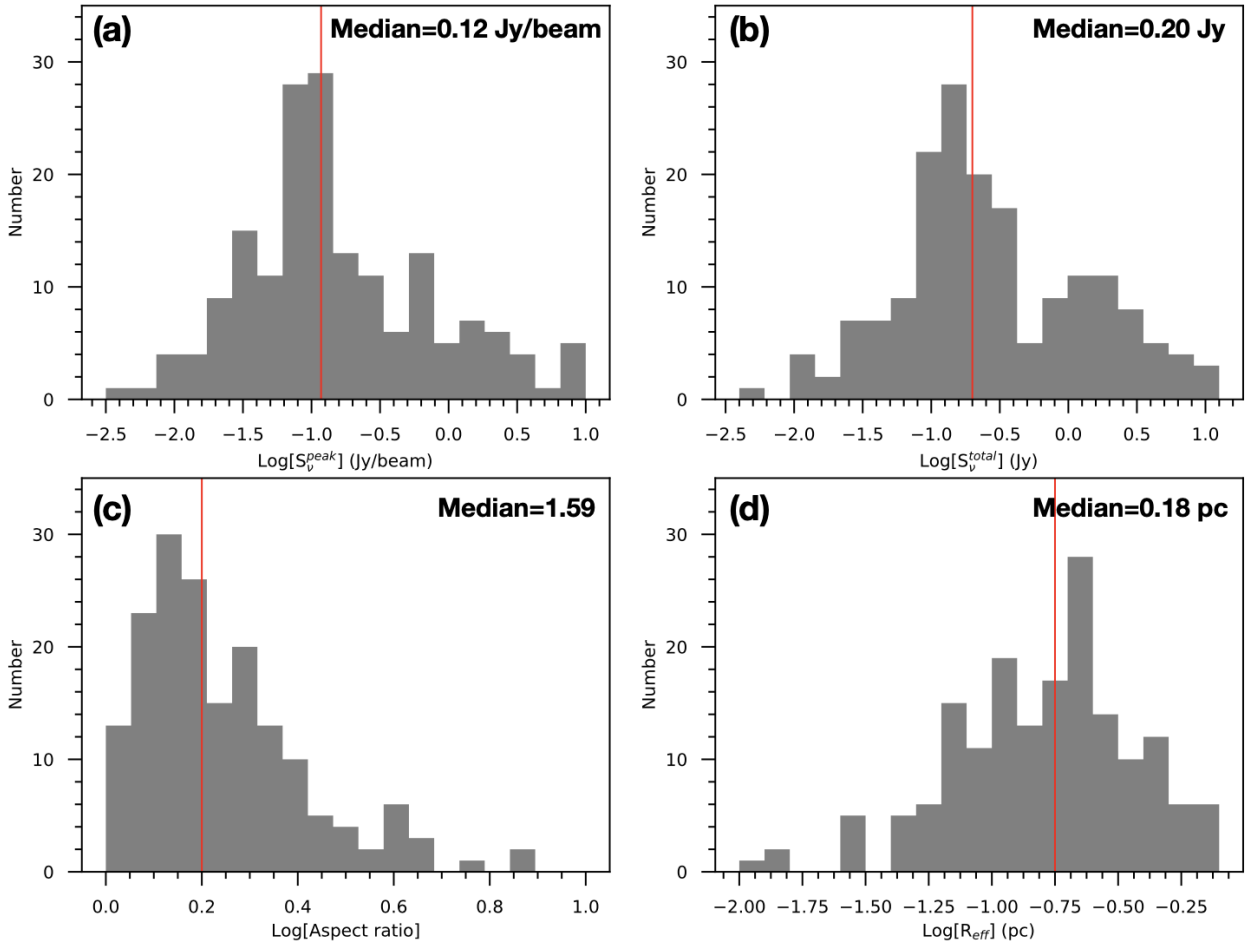 (a)
Median=0.12 Jy/beam
Number
30
20
10
0
−2.5 −2.0 −1.5 −1.0 −0.5 0.0 0.5 1.0
Log[S_ν^peak] (Jy/beam)
(b)
Median=0.20 Jy
Number
30
20
10
0
−2.5 −2.0 −1.5 −1.0 −0.5 0.0 0.5 1.0
Log[S_ν^total] (Jy)
(c)
Median=1.59
Number
30
20
10
0
0.0 0.2 0.4 0.6 0.8 1.0
Log[Aspect ratio]
(d)
Median=0.18 pc
Number
30
20
10
0
−2.00 −1.75 −1.50 −1.25 −1.00 −0.75 −0.50 −0.25
Log[R_eff] (pc)